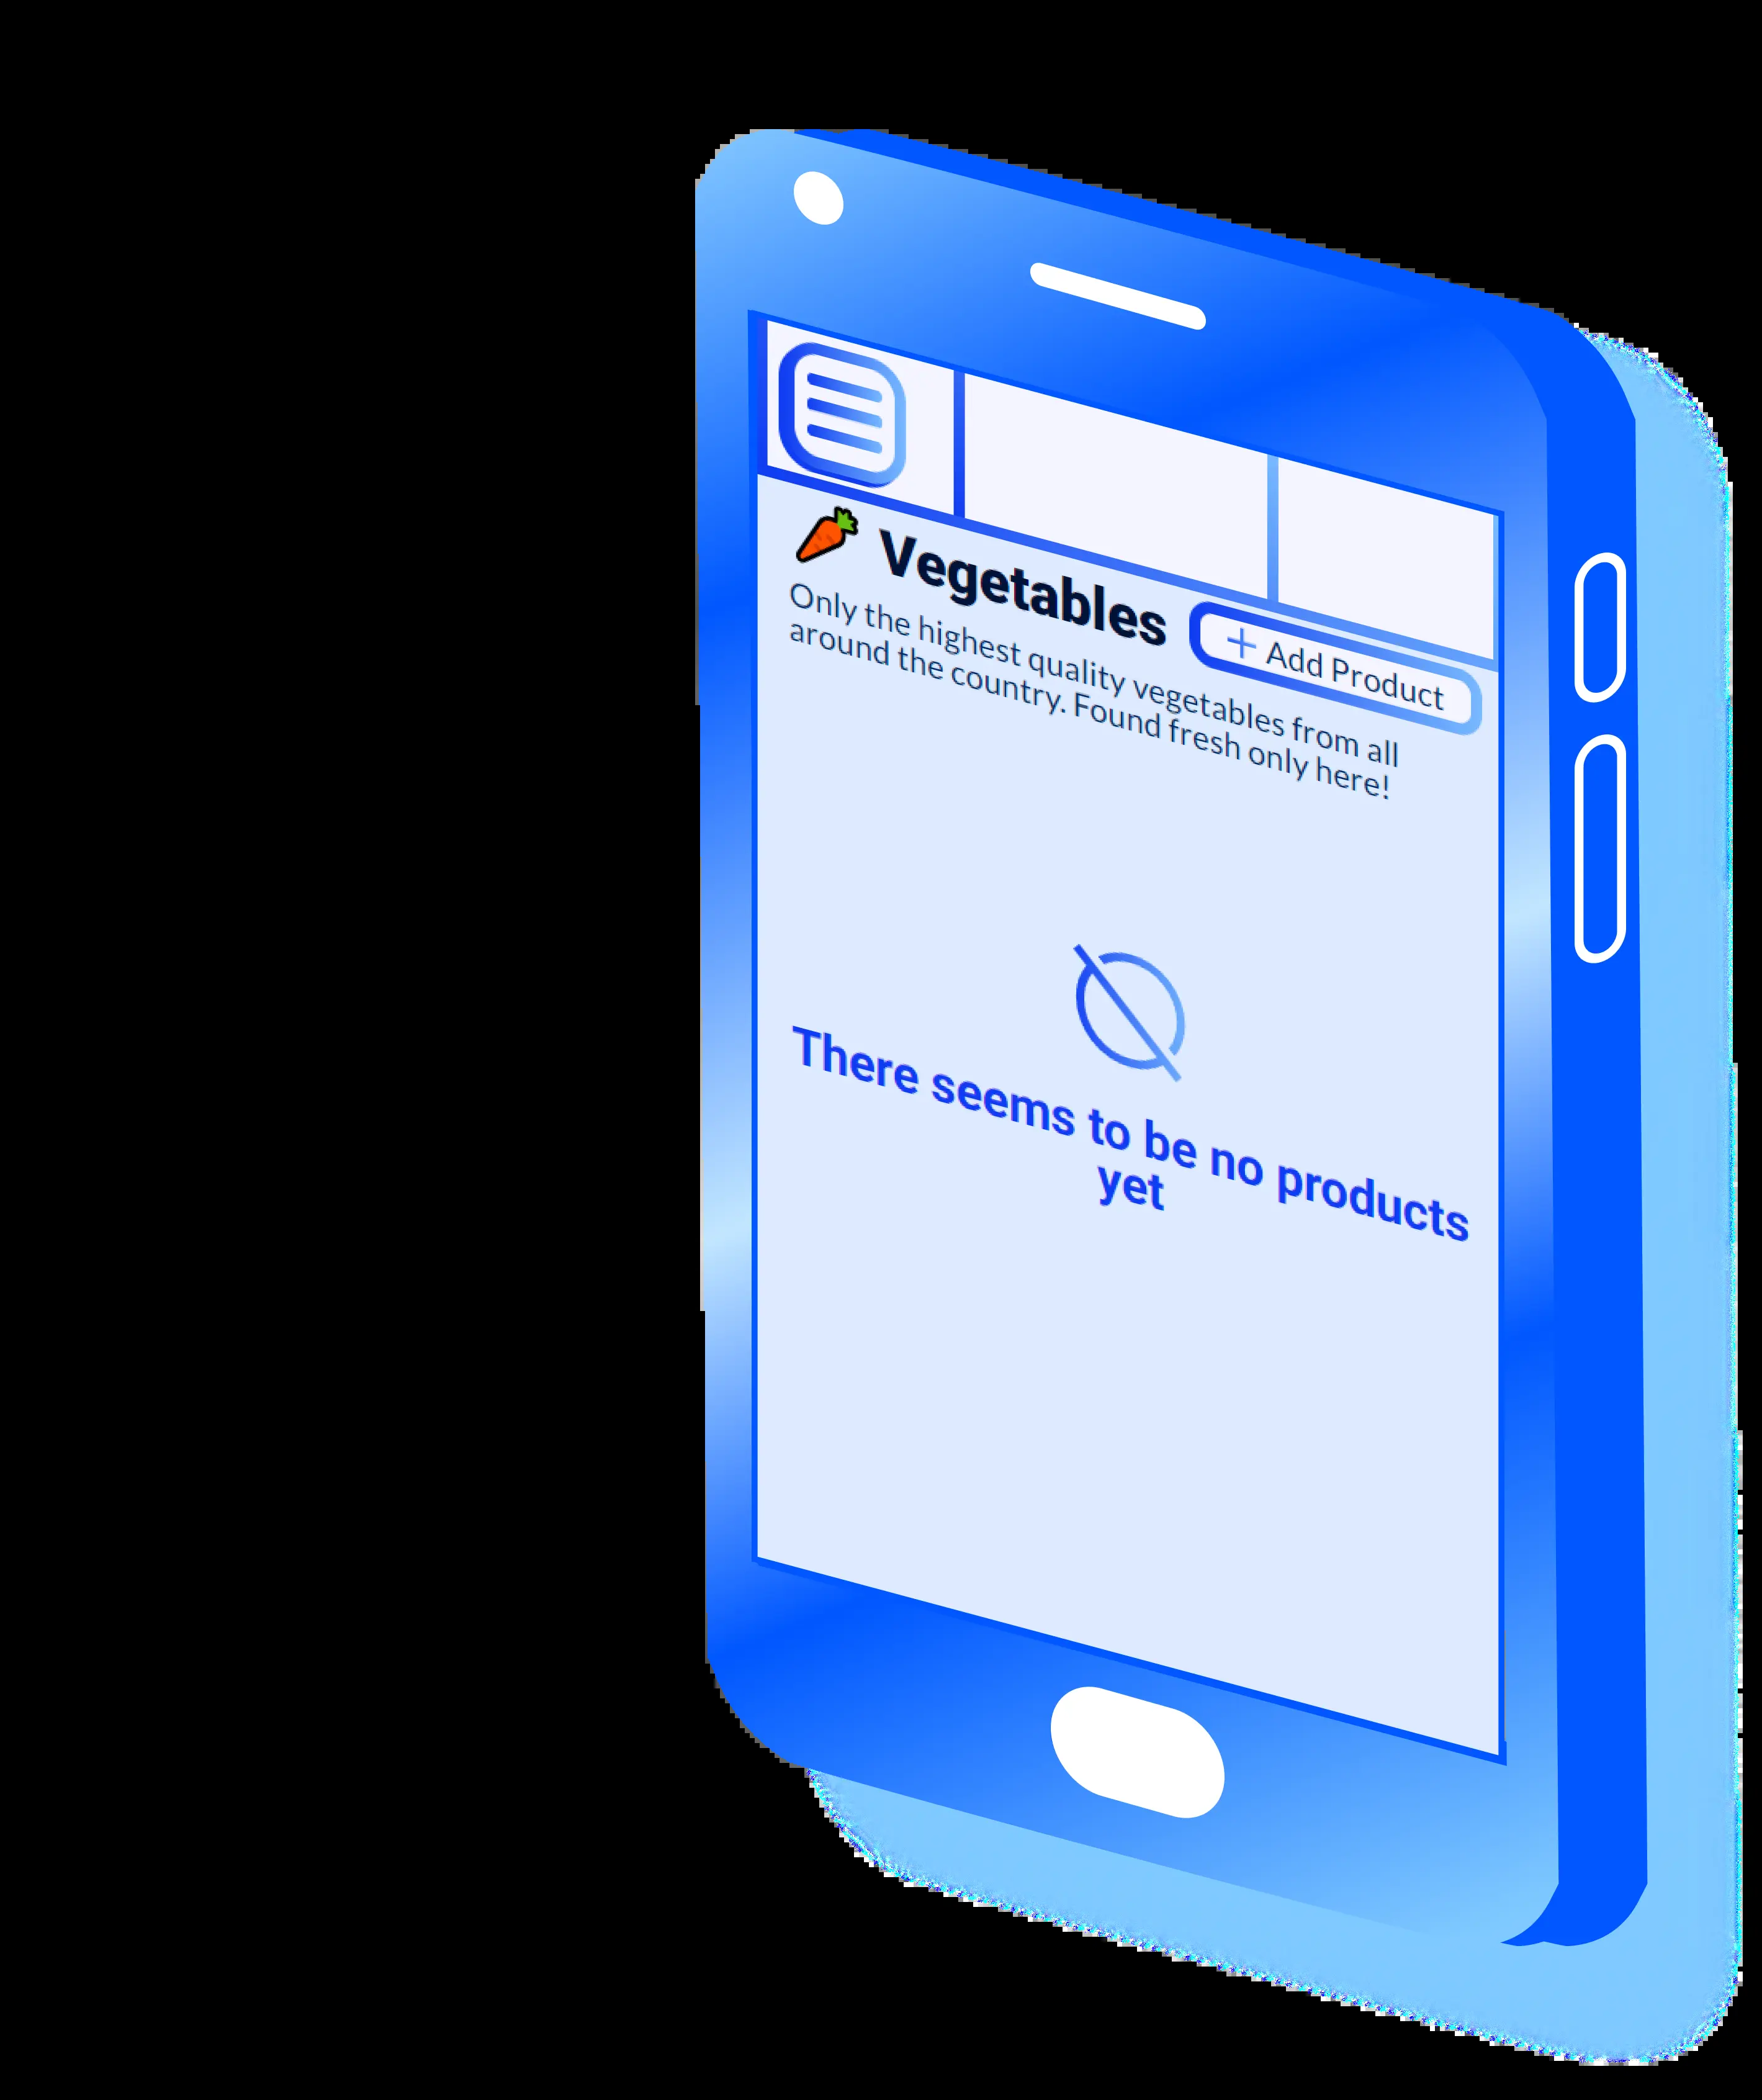 🥕 Vegetables
+ Add Product
Only the highest quality vegetables from all
around the country. Found fresh only here!
There seems to be no products
yet